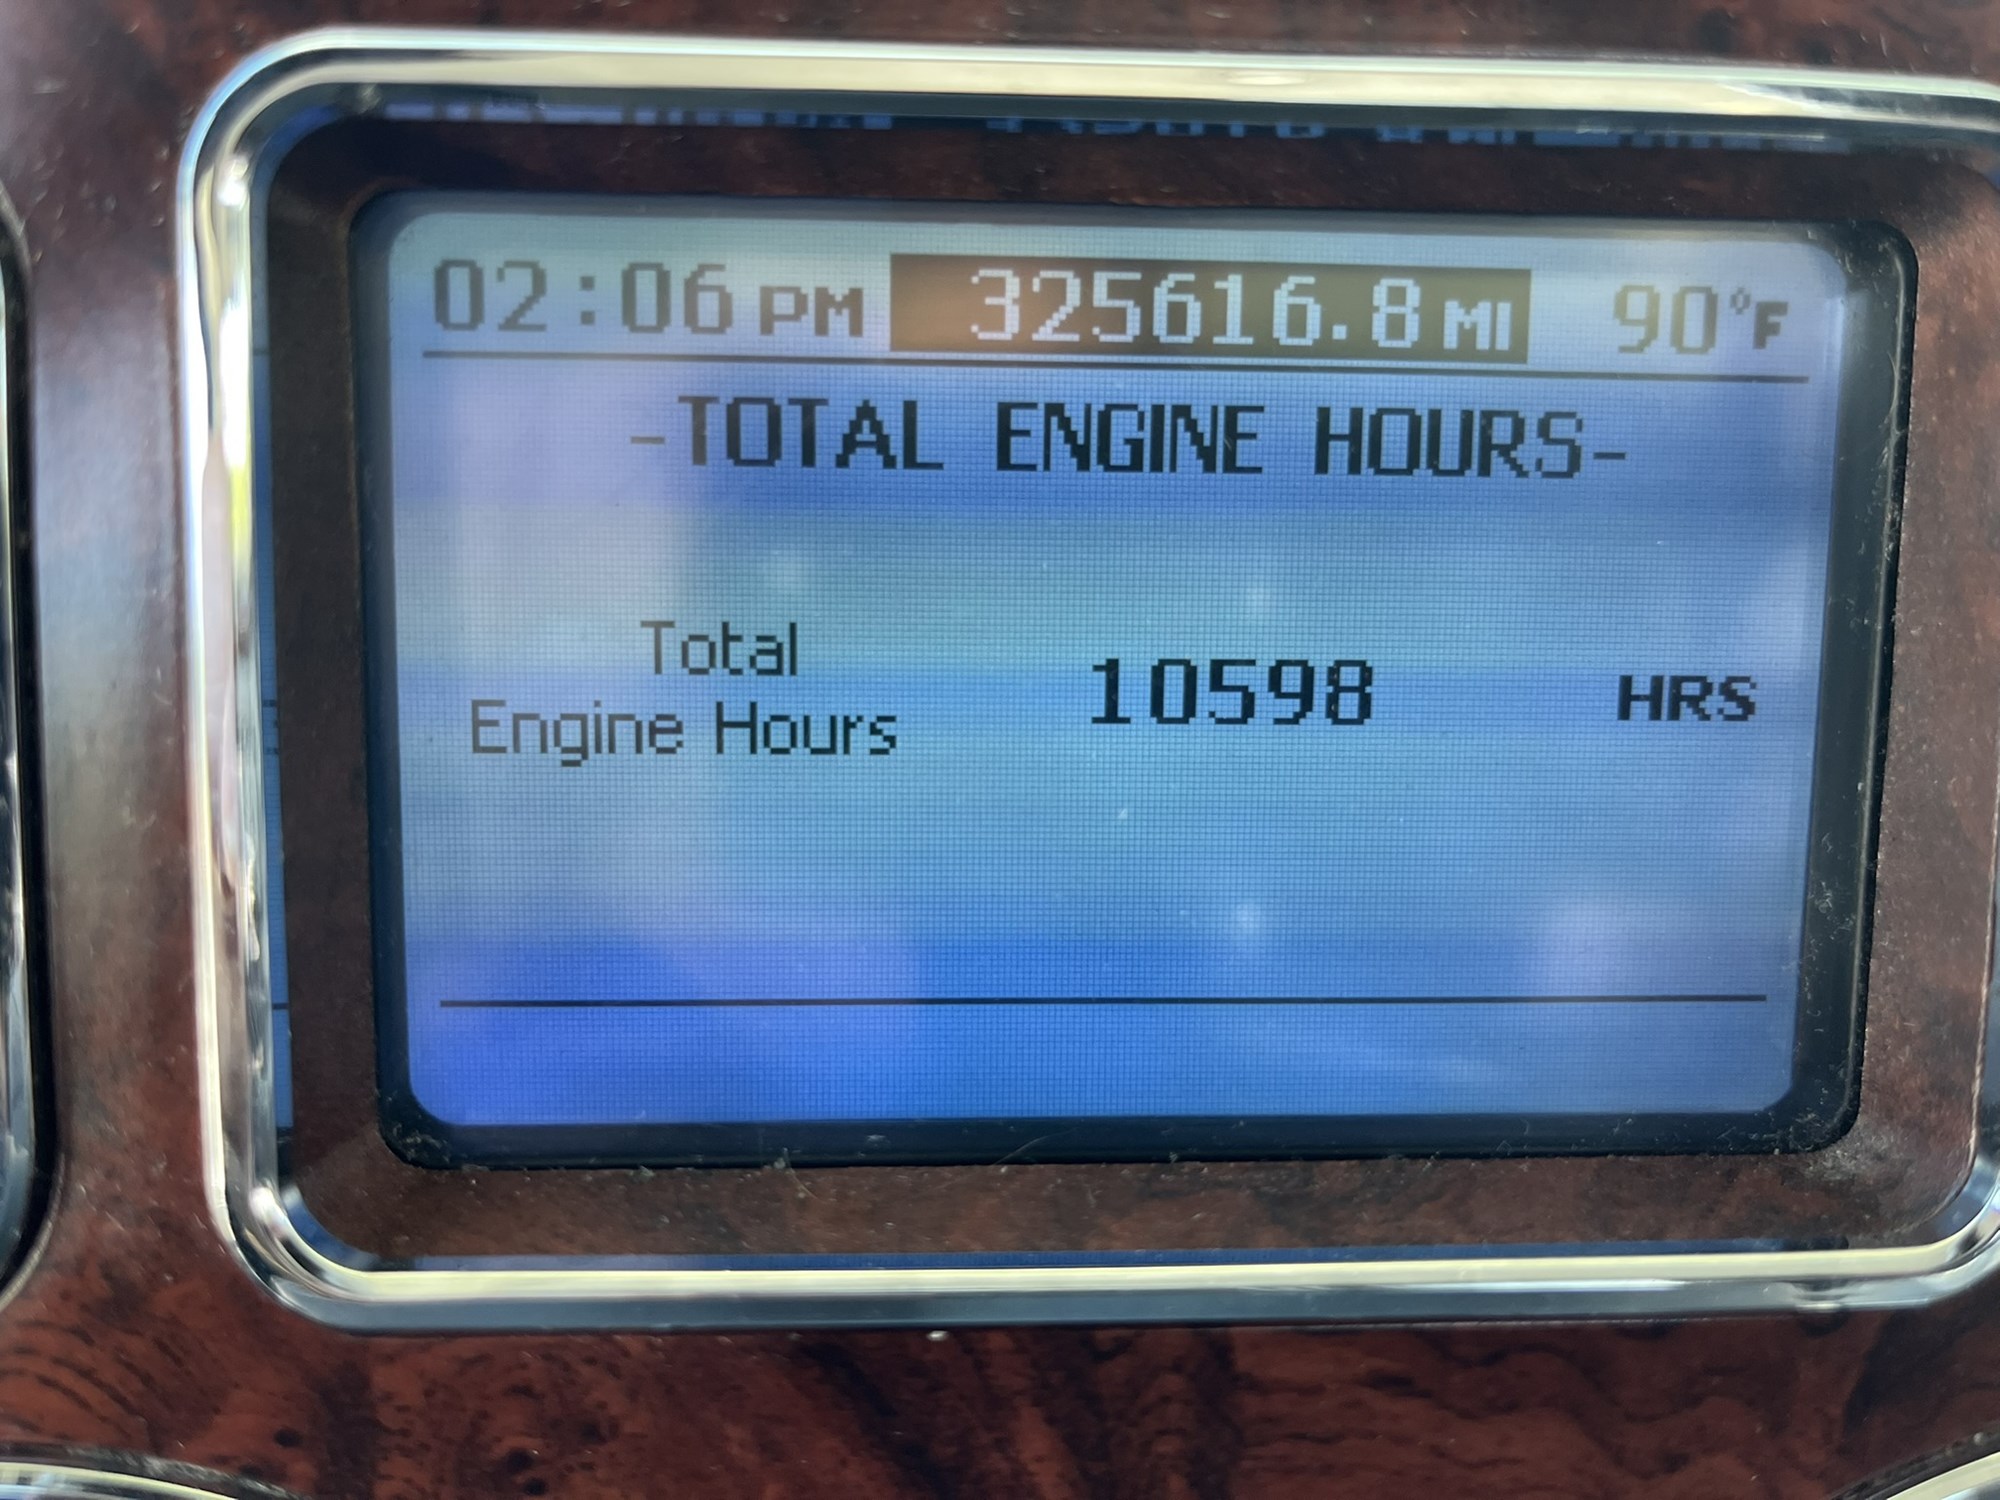 02:06 PM 325616.8 MI 90°F
-TOTAL ENGINE HOURS-
Total
Engine Hours 10598 HRS